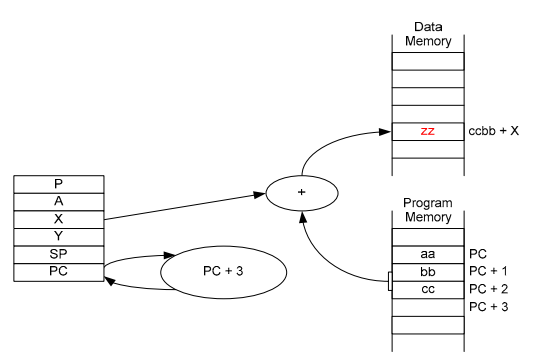 Data
Memory
zz ccbb + X
P
A
X
Y
SP
PC
+
PC + 3
Program
Memory
aa PC
bb PC + 1
cc PC + 2
PC + 3